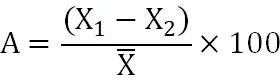 A = (X₁ − X₂) / X̅ × 100